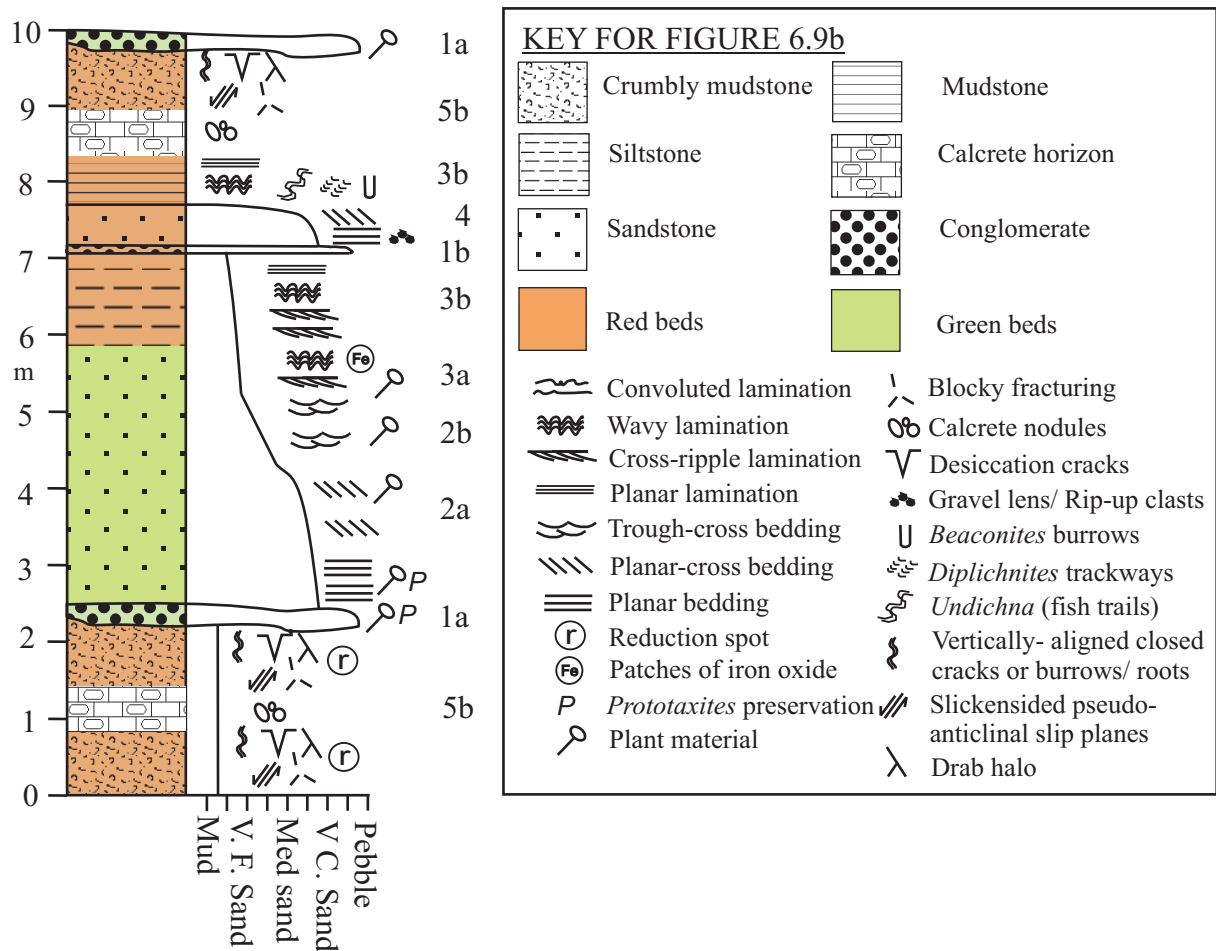 10
9
8
7
6
m
5
4
3
2
1
0
1a
5b
3b
4
1b
3b
Fe
3a
2b
2a
P
P
1a
r
5b
r
Mud
V. F. Sand
Med sand
V C. Sand
Pebble
KEY FOR FIGURE 6.9b
Crumbly mudstone
Mudstone
Siltstone
Calcrete horizon
Sandstone
Conglomerate
Red beds
Green beds
Convoluted lamination
Wavy lamination
Cross-ripple lamination
Planar lamination
Trough-cross bedding
Planar-cross bedding
Planar bedding
r Reduction spot
Fe Patches of iron oxide
P Prototaxites preservation
Plant material
Blocky fracturing
Calcrete nodules
Desiccation cracks
Gravel lens/ Rip-up clasts
Beaconites burrows
Diplichnites trackways
Undichna (fish trails)
Vertically- aligned closed
cracks or burrows/ roots
Slickensided pseudo-
anticlinal slip planes
Drab halo